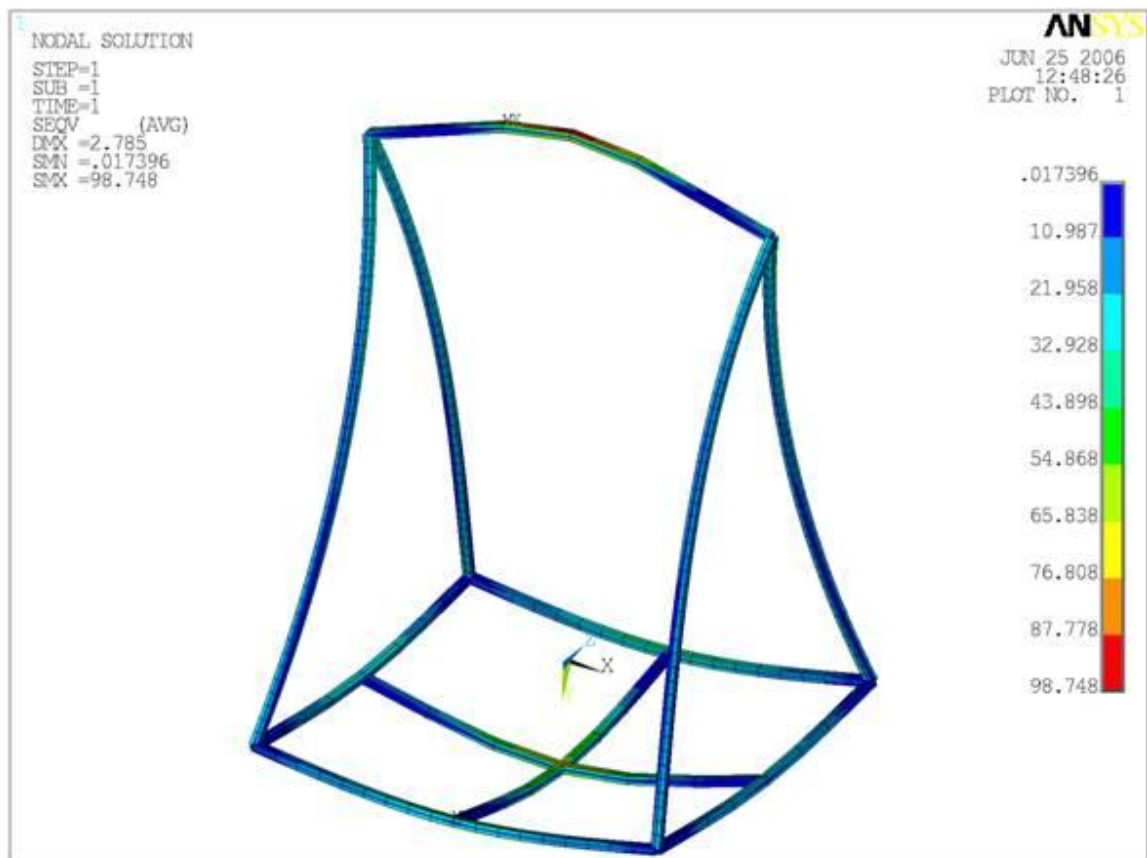 1
NODAL SOLUTION
STEP=1
SUB =1
TIME=1
SEQV (AVG)
DMX =2.785
SMN =.017396
SMX =98.748
ANSYS
JUN 25 2006
12:48:26
PLOT NO. 1
MX
Z
X
.017396
10.987
21.958
32.928
43.898
54.868
65.838
76.808
87.778
98.748